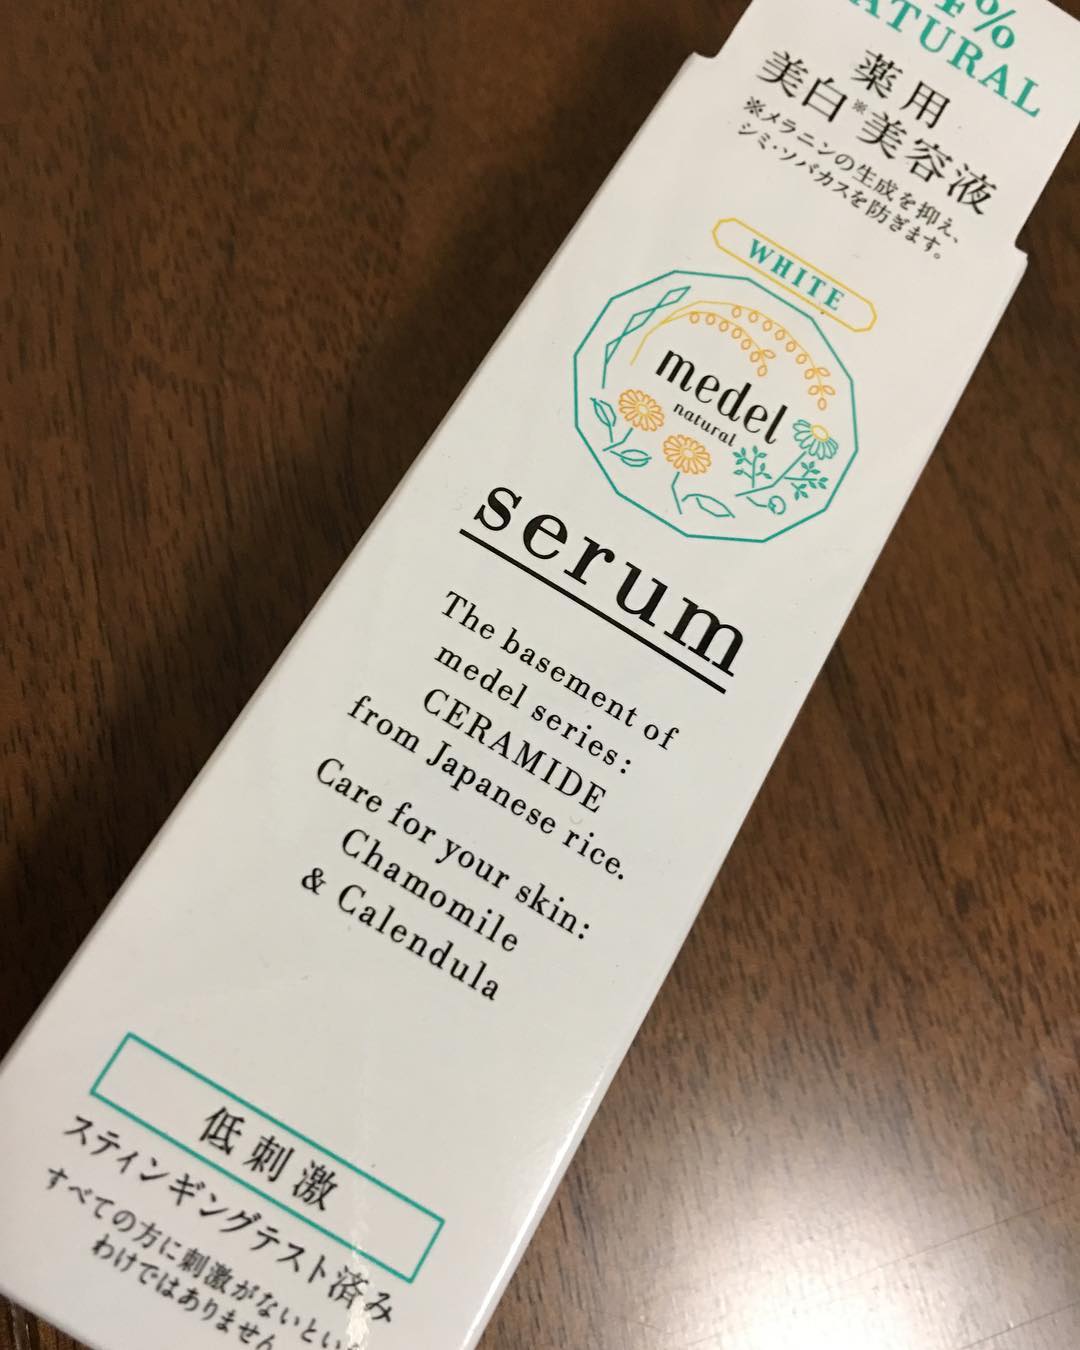 NATURAL
薬用
美白※美容液
※メラニンの生成を抑え、
シミ・ソバカスを防ぎます。
WHITE
medel
natural
serum
The basement of
medel series:
CERAMIDE
from Japanese rice.
Care for your skin:
Chamomile
& Calendula
低刺激
スティンギングテスト済み
すべての方に刺激がないという
わけではありません